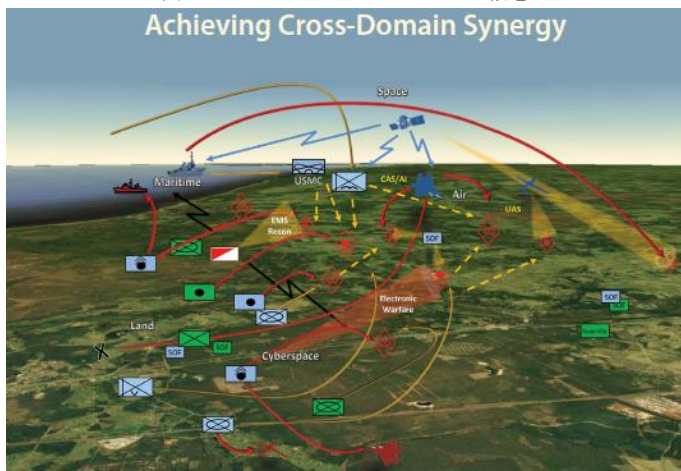 Achieving Cross-Domain Synergy
Space
Maritime
USMC
CAS/AI
Air
UAS
EMS
Recon
SOF
SOF
SOF
Electronic
Warfare
Land
SOF
SOF
Cyberspace